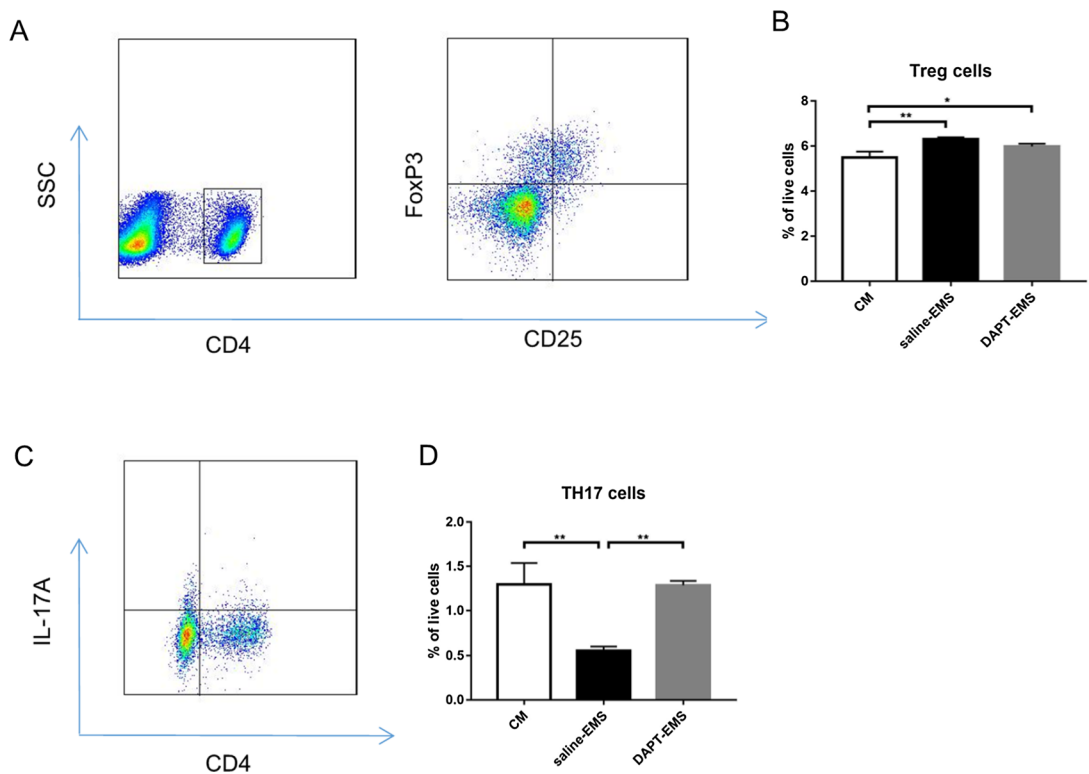 A
SSC
CD4
FoxP3
CD25
B
Treg cells
% of live cells
8
6
4
2
0
**
*
CM
saline-EMS
DAPT-EMS
C
IL-17A
CD4
D
TH17 cells
% of live cells
2.0
1.5
1.0
0.5
0.0
**
**
CM
saline-EMS
DAPT-EMS